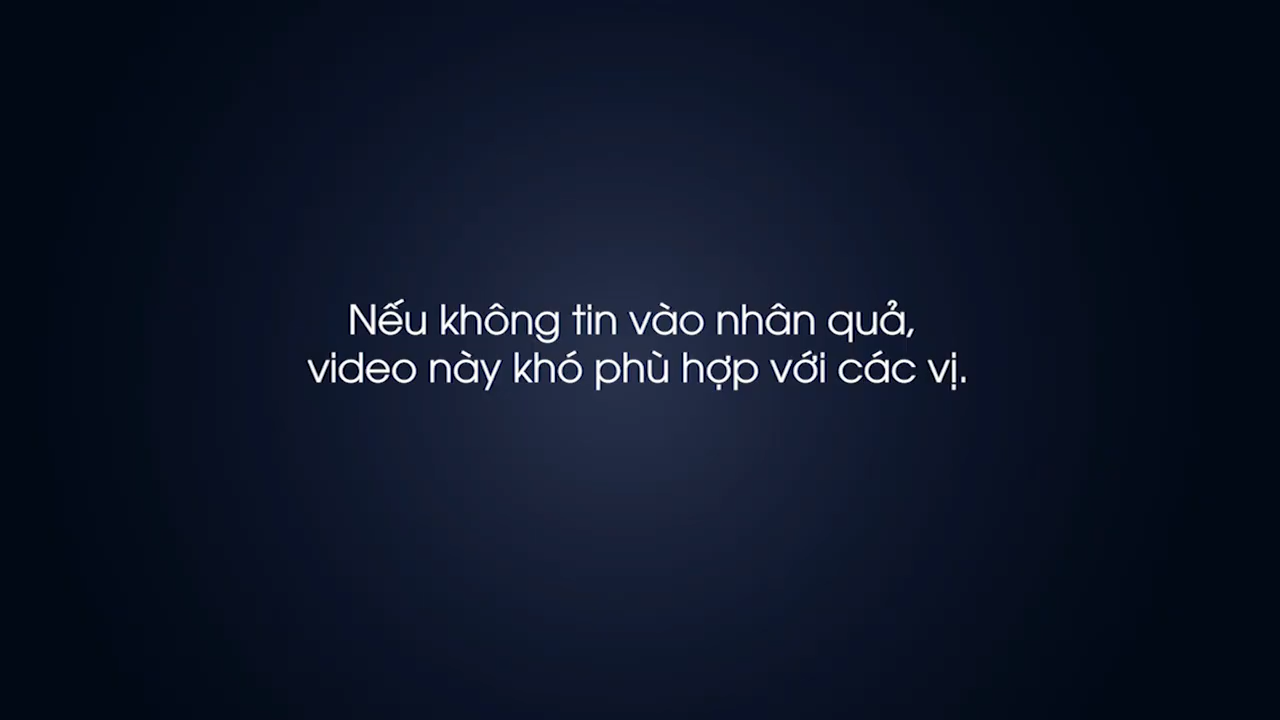 Nếu không tin vào nhân quả,
video này khó phù hợp với các vị.